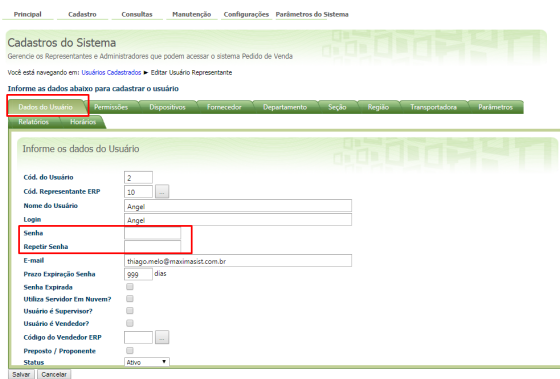 Principal Cadastro Consultas Manutenção Configurações Parâmetros do Sistema
Cadastros do Sistema
Gerencie os Representantes e Administradores que podem acessar o sistema Pedido de Venda
Você está navegando em: Usuários Cadastrados ► Editar Usuário Representante
Informe as dados abaixo para cadastrar o usuário
Dados do Usuário Permissões Dispositivos Fornecedor Departamento Seção Região Transportadora Parâmetros
Relatórios Horários
Informe os dados do Usuário
Cód. do Usuário 2
Cód. Representante ERP 10 ...
Nome do Usuário Angel
Login Angel
Senha
Repetir Senha
E-mail thiago.melo@maximasist.com.br
Prazo Expiração Senha 999 dias
Senha Expirada
Utiliza Servidor Em Nuvem?
Usuário é Supervisor?
Usuário é Vendedor?
Código do Vendedor ERP ...
Preposto / Proponente
Status Ativo
Salvar Cancelar